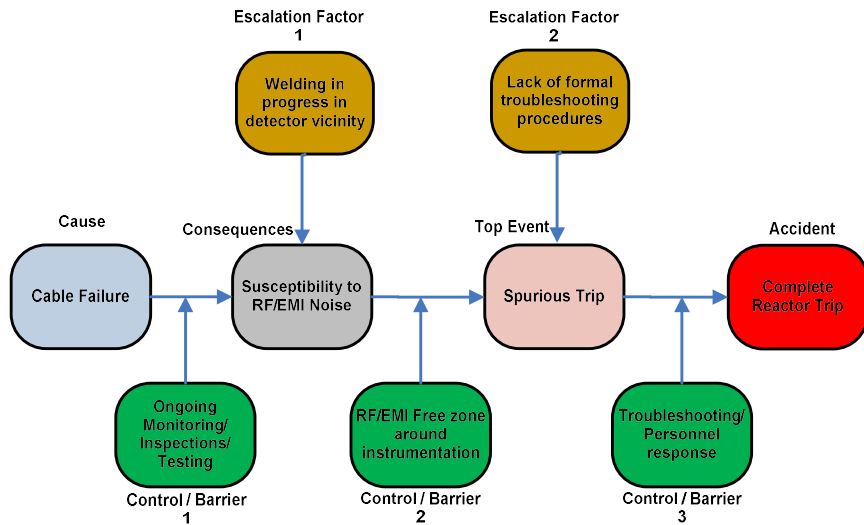 Escalation Factor
1
Welding in
progress in
detector vicinity
Escalation Factor
2
Lack of formal
troubleshooting
procedures
Cause
Cable Failure
Consequences
Susceptibility to
RF/EMI Noise
Top Event
Spurious Trip
Accident
Complete
Reactor Trip
Ongoing
Monitoring/
Inspections/
Testing
Control / Barrier
1
RF/EMI Free zone
around
instrumentation
Control / Barrier
2
Troubleshooting/
Personnel
response
Control / Barrier
3